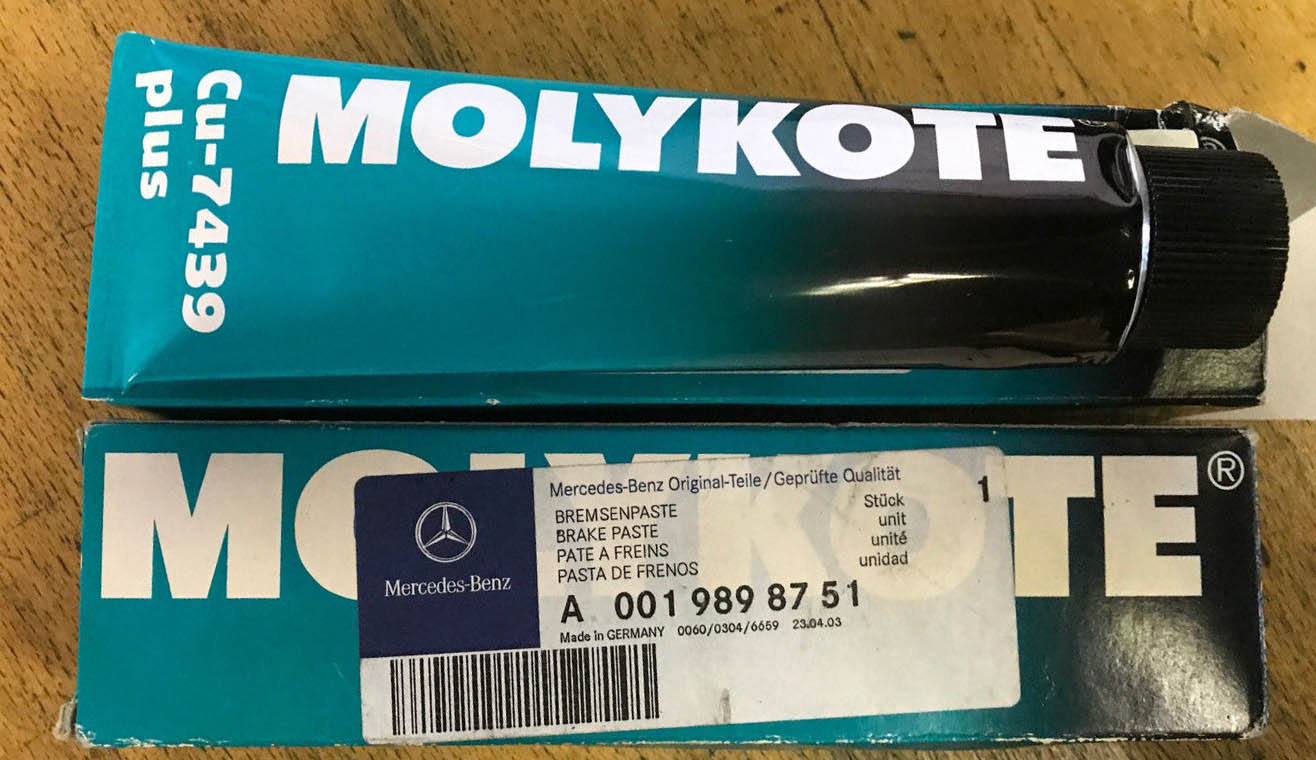 MOLYKOTE
Cu-7439
plus
MOLYKOTE®
Mercedes-Benz
Mercedes-Benz Original-Teile/Geprüfte Qualität
BREMSENPASTE
BRAKE PASTE
PATE A FREINS
PASTA DE FRENOS
Stück
unit
unité
unidad
1
A 001 989 87 51
Made in GERMANY 0060/0304/6659 23.04.03